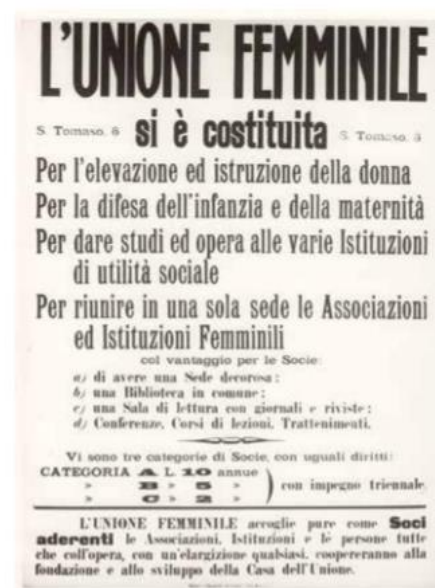 L'UNIONE FEMMINILE
S. Tomaso, 6 si è costituita S. Tomaso, 6
Per l'elevazione ed istruzione della donna
Per la difesa dell'infanzia e della maternità
Per dare studi ed opera alle varie Istituzioni
di utilità sociale
Per riunire in una sola sede le Associazioni
ed Istituzioni Femminili
col vantaggio per le Socie:
a) di avere una Sede decorosa;
b) una Biblioteca in comune;
c) una Sala di lettura con giornali e riviste;
d) Conferenze, Corsi di lezioni, Trattenimenti.
Vi sono tre categorie di Socie, con uguali diritti:
CATEGORIA A L. 10 annue
» B » 5 » ) con impegno triennale.
» C » 2 »
L'UNIONE FEMMINILE accoglie pure come Soci
aderenti le Associazioni, Istituzioni e le persone tutte
che coll'opera, con un'elargizione qualsiasi, coopereranno alla
fondazione e allo sviluppo della Casa dell'Unione.